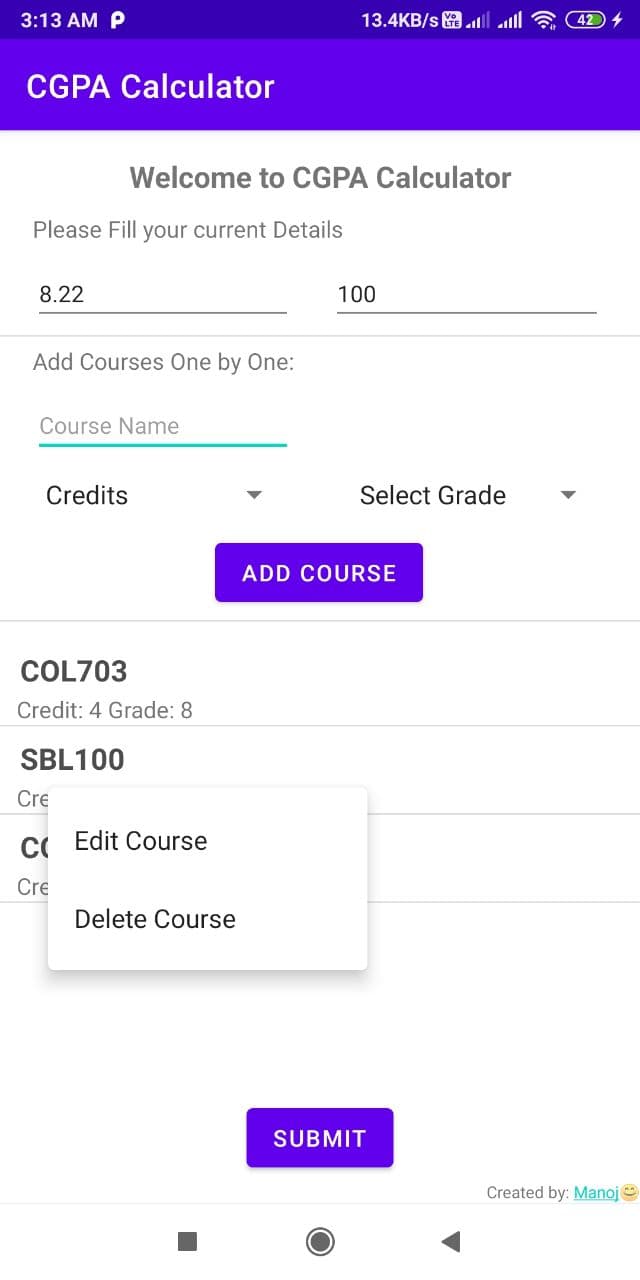 3:13 AM P 13.4KB/s Vo LTE 42
CGPA Calculator
Welcome to CGPA Calculator
Please Fill your current Details
8.22 100
Add Courses One by One:
Course Name
Credits Select Grade
ADD COURSE
COL703
Credit: 4 Grade: 8
SBL100
Cre
CO
Cre
Edit Course
Delete Course
SUBMIT
Created by: Manoj😊